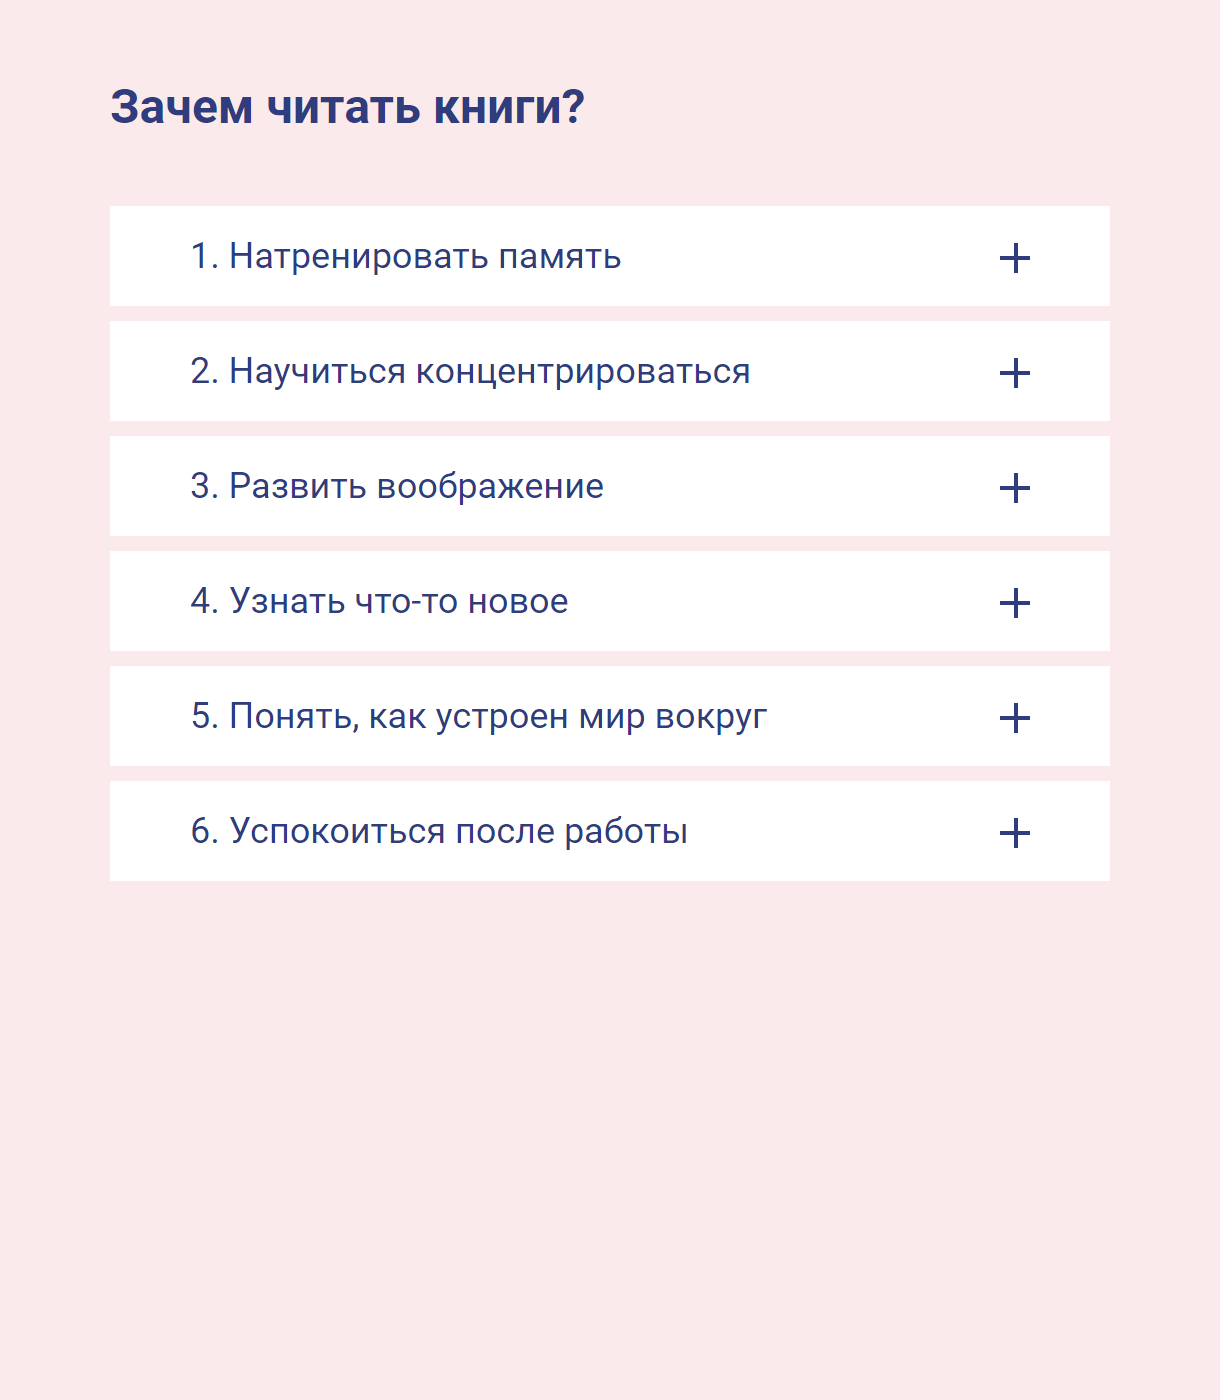 Зачем читать книги?
1. Натренировать память
2. Научиться концентрироваться
3. Развить воображение
4. Узнать что-то новое
5. Понять, как устроен мир вокруг
6. Успокоиться после работы